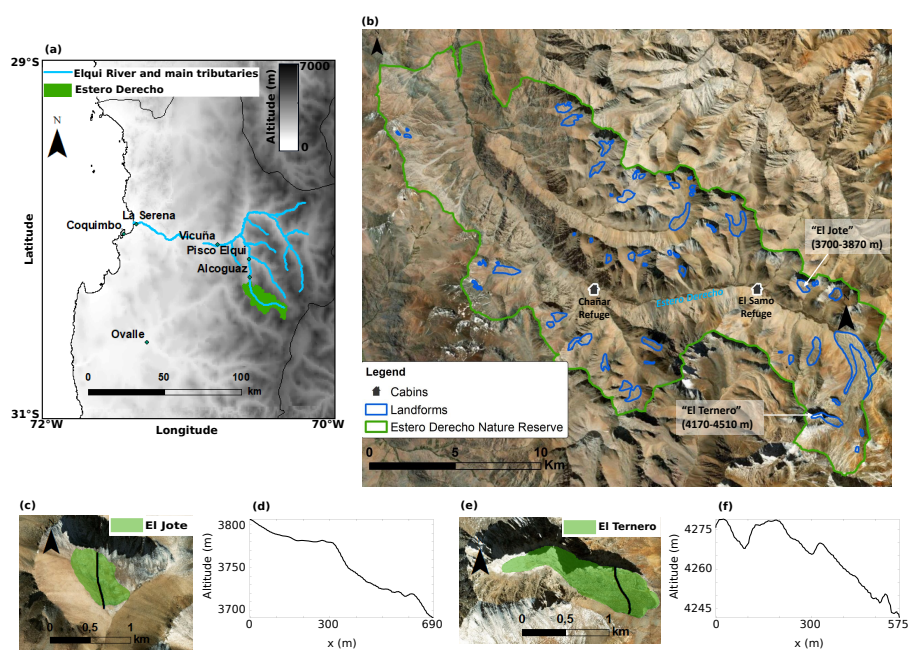 (a)
29°S
Elqui River and main tributaries
Estero Derecho
7000
Altitude (m)
0
N
La Serena
Coquimbo
Vicuña
Pisco Elqui
Alcoguaz
Ovalle
0 50 100
km
31°S
72°W
70°W
Longitude
Latitude
(b)
"El Jote"
(3700-3870 m)
Estero Derecho
Chañar
Refuge
El Samo
Refuge
Legend
Cabins
Landforms
Estero Derecho Nature Reserve
"El Ternero"
(4170-4510 m)
0 5 10
Km
(c)
El Jote
0 0.5 1
km
(d)
3800
3750
3700
Altitude (m)
0 300 690
x (m)
(e)
El Ternero
0 0.5 1
km
(f)
4275
4260
4245
Altitude (m)
0 300 575
x (m)